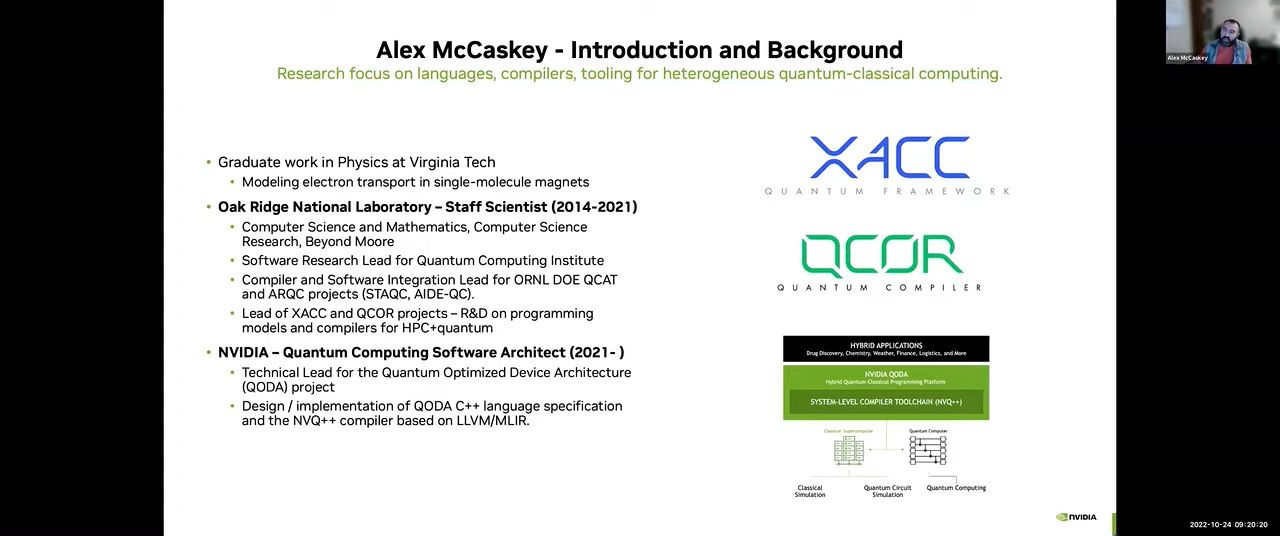 Alex McCaskey - Introduction and Background
Research focus on languages, compilers, tooling for heterogeneous quantum-classical computing.
Alex McCaskey
• Graduate work in Physics at Virginia Tech
• Modeling electron transport in single-molecule magnets
• Oak Ridge National Laboratory – Staff Scientist (2014-2021)
• Computer Science and Mathematics, Computer Science
Research, Beyond Moore
• Software Research Lead for Quantum Computing Institute
• Compiler and Software Integration Lead for ORNL DOE QCAT
and ARQC projects (STAQC, AIDE-QC).
• Lead of XACC and QCOR projects – R&D on programming
models and compilers for HPC+quantum
• NVIDIA – Quantum Computing Software Architect (2021- )
• Technical Lead for the Quantum Optimized Device Architecture
(QODA) project
• Design / implementation of QODA C++ language specification
and the NVQ++ compiler based on LLVM/MLIR.
XACC
QUANTUM FRAMEWORK
QCOR
QUANTUM COMPILER
HYBRID APPLICATIONS
Drug Discovery, Chemistry, Weather, Finance, Logistics, and More
NVIDIA QODA
Hybrid Quantum-Classical Programming Platform
SYSTEM-LEVEL COMPILER TOOLCHAIN (NVQ++)
Classical Supercomputer
Quantum Computer
Classical
Simulation
Quantum Circuit
Simulation
Quantum Computing
NVIDIA
2022-10-24 09:20:20